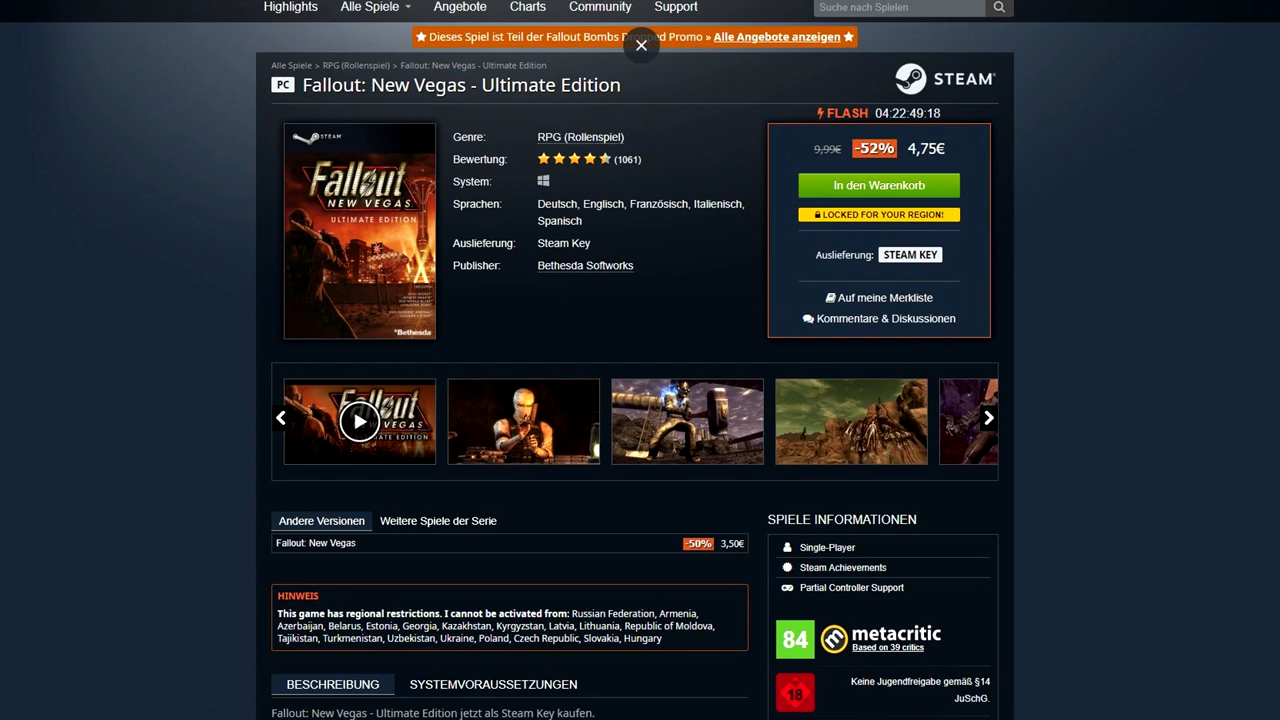 Highlights Alle Spiele Angebote Charts Community Support Suche nach Spielen
Dieses Spiel ist Teil der Fallout Bombs Dropped Promo » Alle Angebote anzeigen
Alle Spiele > RPG (Rollenspiel) > Fallout: New Vegas - Ultimate Edition
PC Fallout: New Vegas - Ultimate Edition
STEAM
FLASH 04:22:49:18
STEAM
Fallout
NEW VEGAS
ULTIMATE EDITION
Bethesda
Genre: RPG (Rollenspiel)
Bewertung: (1061)
System:
Sprachen: Deutsch, Englisch, Französisch, Italienisch,
Spanisch
Auslieferung: Steam Key
Publisher: Bethesda Softworks
9,99€ -52% 4,75€
In den Warenkorb
LOCKED FOR YOUR REGION!
Auslieferung: STEAM KEY
Auf meine Merkliste
Kommentare & Diskussionen
Fallout
NEW VEGAS
ULTIMATE EDITION
Andere Versionen Weitere Spiele der Serie
Fallout: New Vegas -50% 3,50€
HINWEIS
This game has regional restrictions. I cannot be activated from: Russian Federation, Armenia,
Azerbaijan, Belarus, Estonia, Georgia, Kazakhstan, Kyrgyzstan, Latvia, Lithuania, Republic of Moldova,
Tajikistan, Turkmenistan, Uzbekistan, Ukraine, Poland, Czech Republic, Slovakia, Hungary
BESCHREIBUNG SYSTEMVORAUSSETZUNGEN
Fallout: New Vegas - Ultimate Edition jetzt als Steam Key kaufen.
SPIELE INFORMATIONEN
Single-Player
Steam Achievements
Partial Controller Support
84 metacritic
Based on 39 critics
18 Keine Jugendfreigabe gemäß §14
JuSchG.